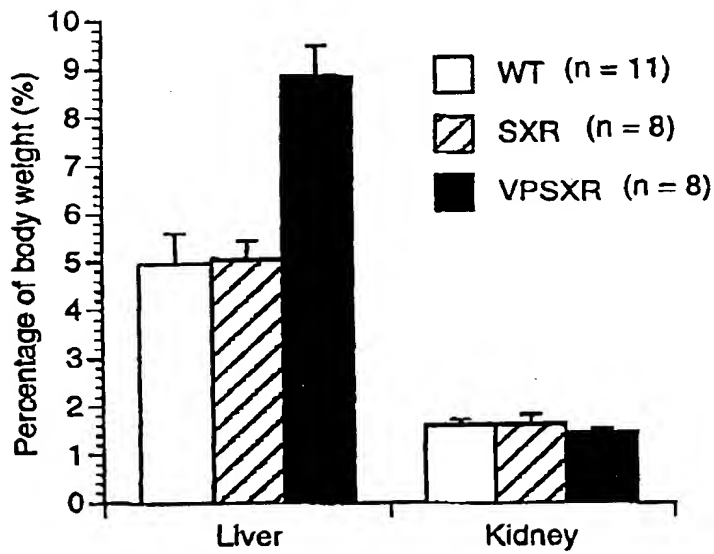 Percentage of body weight (%)
10
9
8
7
6
5
4
3
2
1
0
WT (n = 11)
SXR (n = 8)
VPSXR (n = 8)
Liver
Kidney